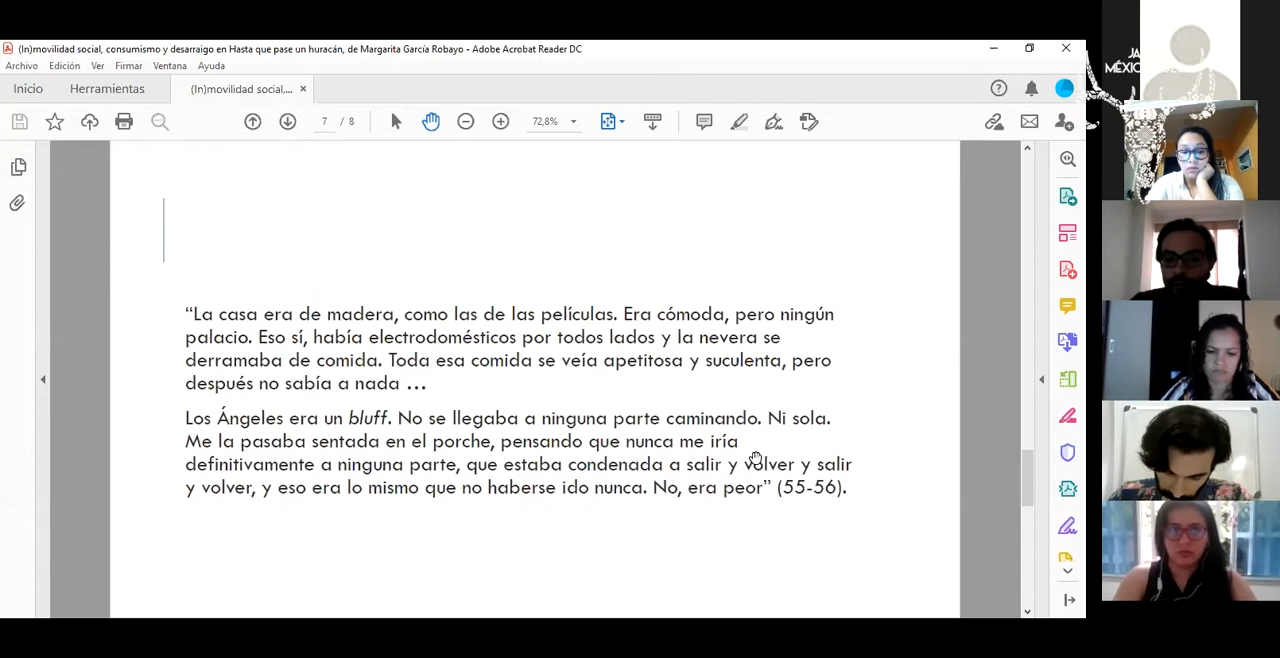 (In)movilidad social, consumismo y desarraigo en Hasta que pase un huracán, de Margarita García Robayo - Adobe Acrobat Reader DC
Archivo Edición Ver Firmar Ventana Ayuda
Inicio Herramientas (In)movilidad social,...
7 / 8 72,8%
“La casa era de madera, como las de las películas. Era cómoda, pero ningún
palacio. Eso sí, había electrodomésticos por todos lados y la nevera se
derramaba de comida. Toda esa comida se veía apetitosa y suculenta, pero
después no sabía a nada …
Los Ángeles era un bluff. No se llegaba a ninguna parte caminando. Ni sola.
Me la pasaba sentada en el porche, pensando que nunca me iría
definitivamente a ninguna parte, que estaba condenada a salir y volver y salir
y volver, y eso era lo mismo que no haberse ido nunca. No, era peor” (55-56).
JA
MÉXIC